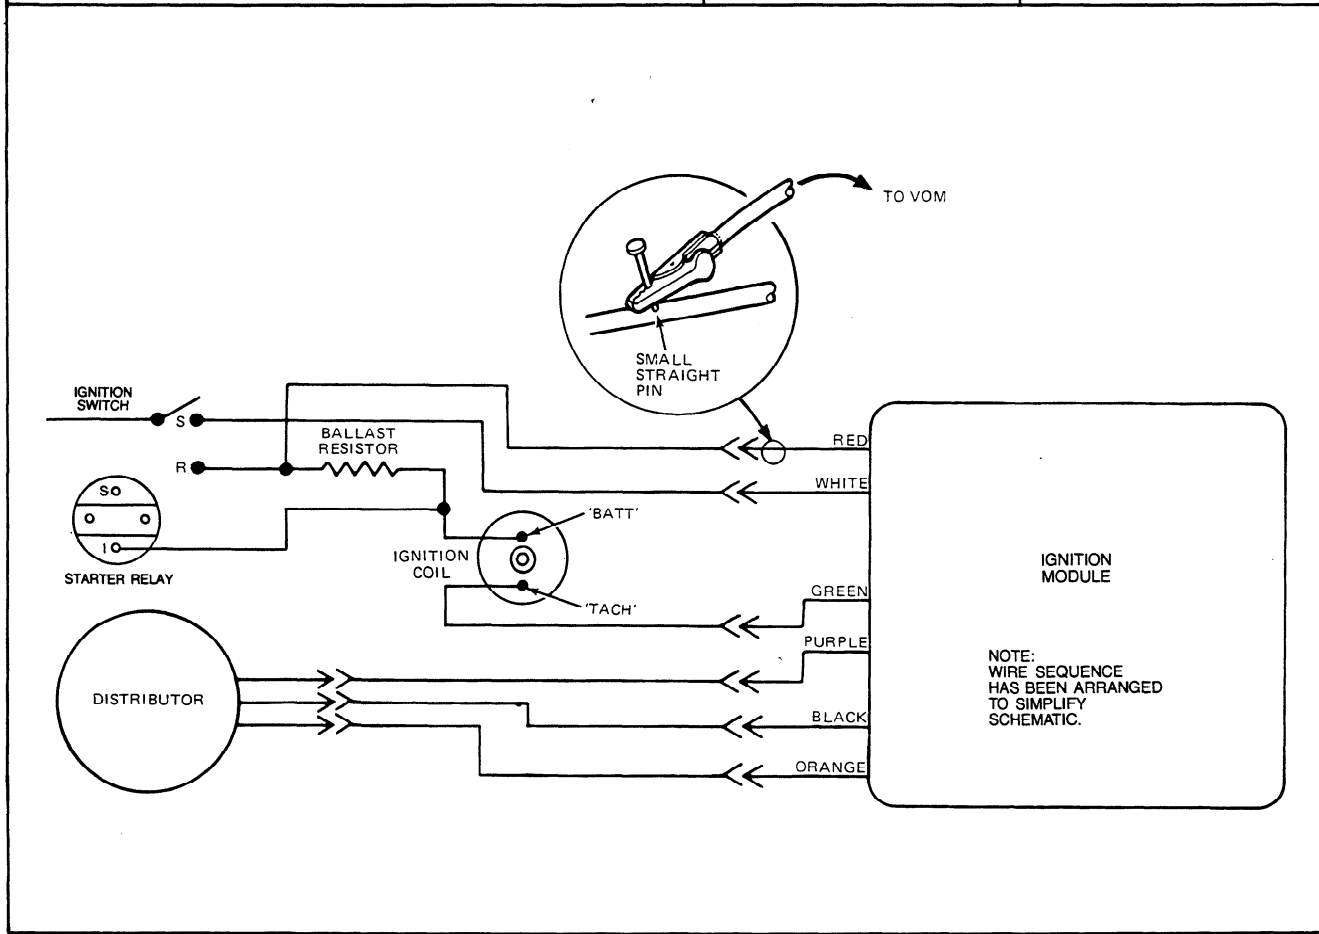 TO VOM
SMALL
STRAIGHT
PIN
IGNITION
SWITCH
S
R
BALLAST
RESISTOR
RED
WHITE
S
I
STARTER RELAY
'BATT'
IGNITION
COIL
'TACH'
GREEN
PURPLE
BLACK
ORANGE
DISTRIBUTOR
IGNITION
MODULE
NOTE:
WIRE SEQUENCE
HAS BEEN ARRANGED
TO SIMPLIFY
SCHEMATIC.